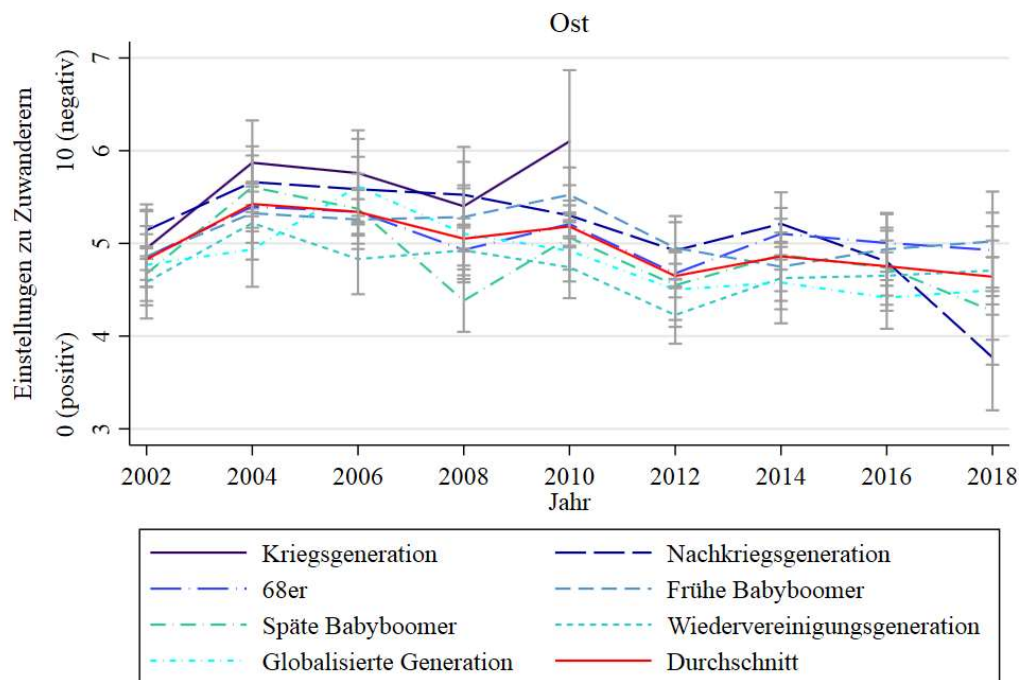 Ost
Einstellungen zu Zuwanderern
0 (positiv) 10 (negativ)
7
6
5
4
3
2002 2004 2006 2008 2010 2012 2014 2016 2018
Jahr
Kriegsgeneration Nachkriegsgeneration
68er Frühe Babyboomer
Späte Babyboomer Wiedervereinigungsgeneration
Globalisierte Generation Durchschnitt